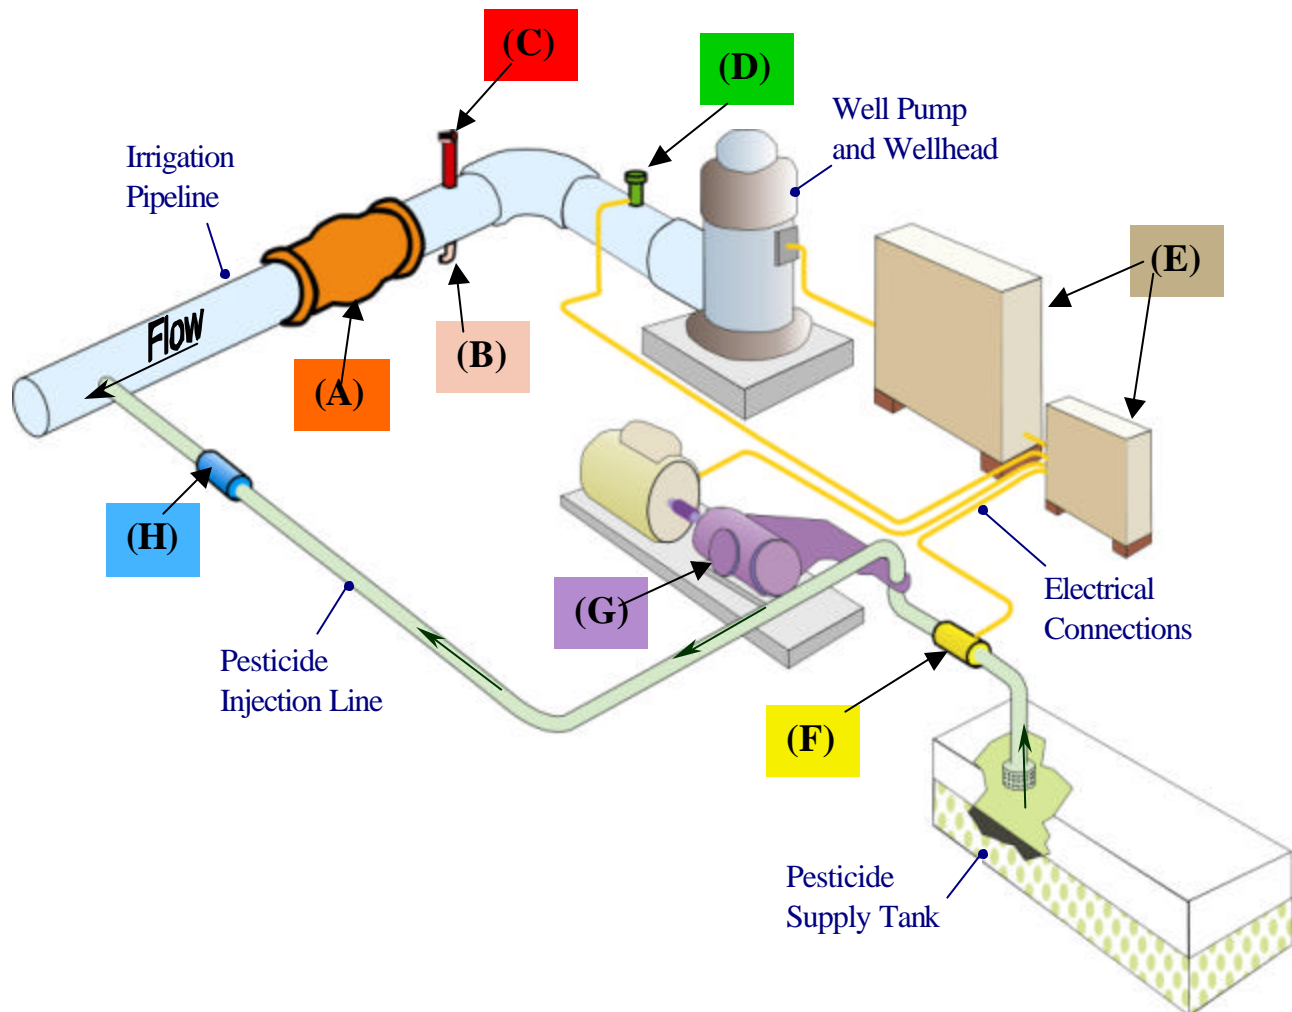 (C)
(D)
Well Pump
and Wellhead
Irrigation
Pipeline
(E)
Flow
(B)
(A)
(H)
(G)
Electrical
Connections
Pesticide
Injection Line
(F)
Pesticide
Supply Tank